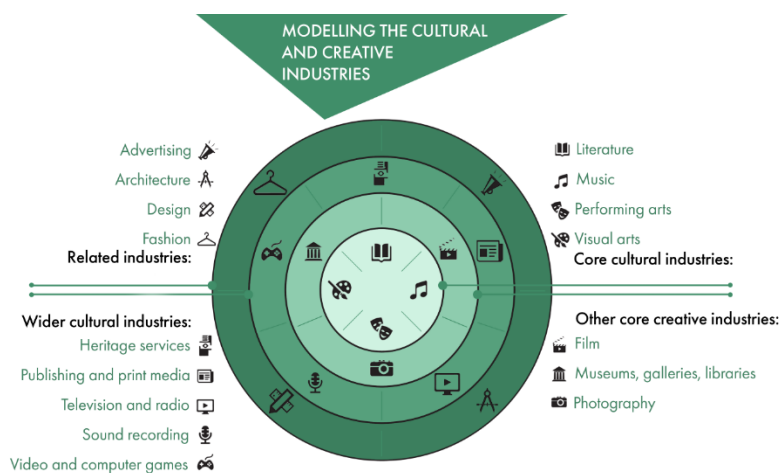 MODELLING THE CULTURAL
AND CREATIVE
INDUSTRIES
Advertising
Architecture
Design
Fashion
Related industries:
Literature
Music
Performing arts
Visual arts
Core cultural industries:
Wider cultural industries:
Heritage services
Publishing and print media
Television and radio
Sound recording
Video and computer games
Other core creative industries:
Film
Museums, galleries, libraries
Photography